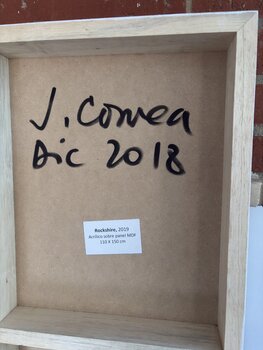 J. Correa
Dic 2018
Rockshire, 2019
Acrílico sobre panel MDF
110 X 150 cm